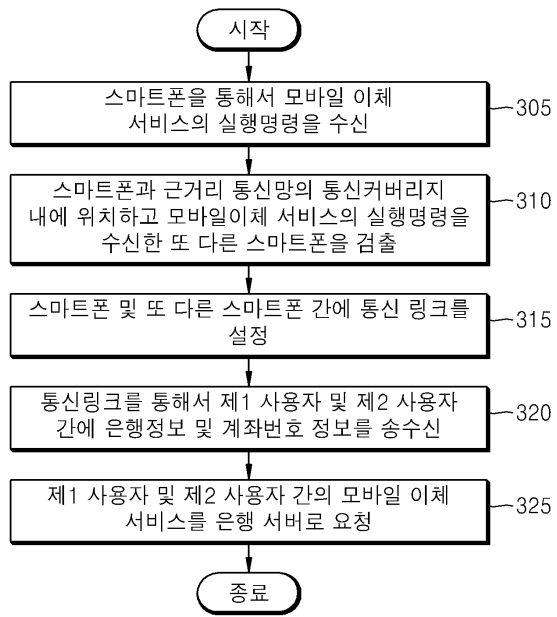 시작
스마트폰을 통해서 모바일 이체
서비스의 실행명령을 수신
305
스마트폰과 근거리 통신망의 통신커버리지
내에 위치하고 모바일이체 서비스의 실행명령을
수신한 또 다른 스마트폰을 검출
310
스마트폰 및 또 다른 스마트폰 간에 통신 링크를
설정
315
통신링크를 통해서 제1 사용자 및 제2 사용자
간에 은행정보 및 계좌번호 정보를 송수신
320
제1 사용자 및 제2 사용자 간의 모바일 이체
서비스를 은행 서버로 요청
325
종료